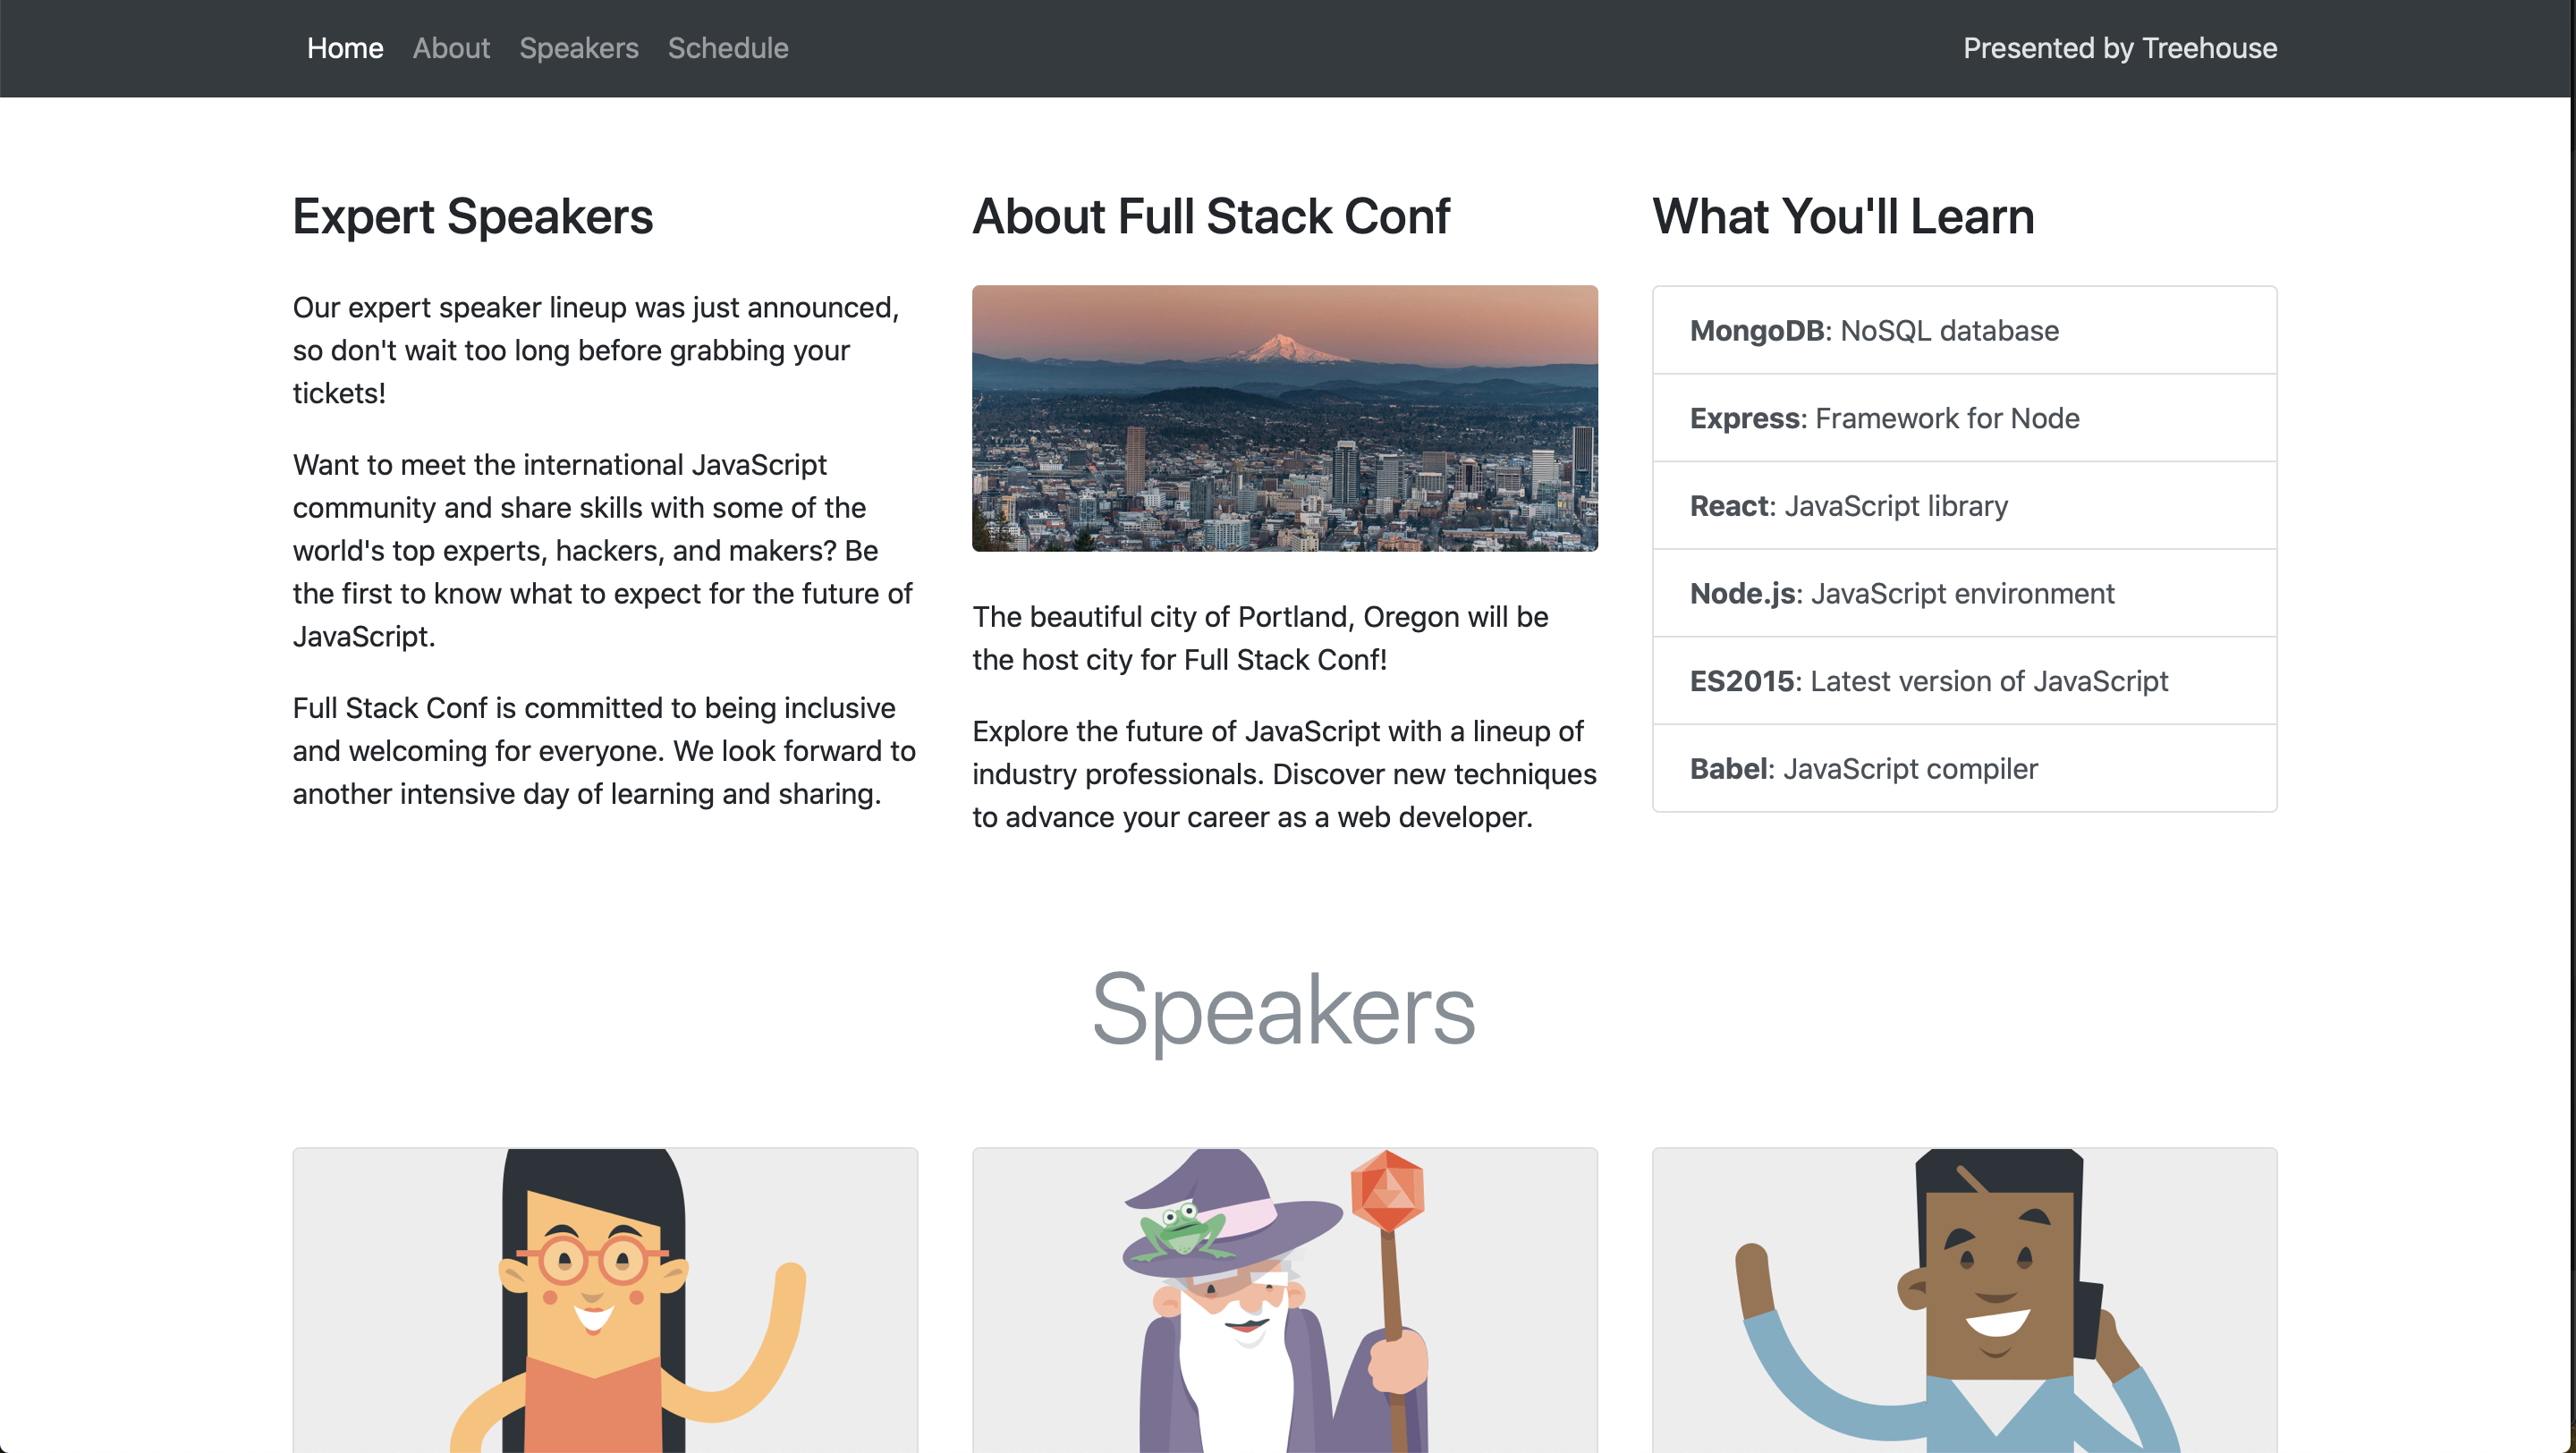 Home About Speakers Schedule Presented by Treehouse
Expert Speakers
Our expert speaker lineup was just announced,
so don't wait too long before grabbing your
tickets!
Want to meet the international JavaScript
community and share skills with some of the
world's top experts, hackers, and makers? Be
the first to know what to expect for the future of
JavaScript.
Full Stack Conf is committed to being inclusive
and welcoming for everyone. We look forward to
another intensive day of learning and sharing.
About Full Stack Conf
The beautiful city of Portland, Oregon will be
the host city for Full Stack Conf!
Explore the future of JavaScript with a lineup of
industry professionals. Discover new techniques
to advance your career as a web developer.
What You'll Learn
MongoDB: NoSQL database
Express: Framework for Node
React: JavaScript library
Node.js: JavaScript environment
ES2015: Latest version of JavaScript
Babel: JavaScript compiler
Speakers